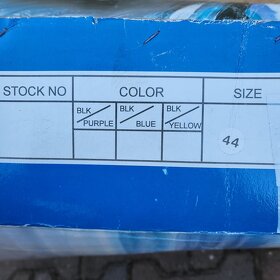 STOCK NO COLOR SIZE
BLK/PURPLE BLK/BLUE BLK/YELLOW
44